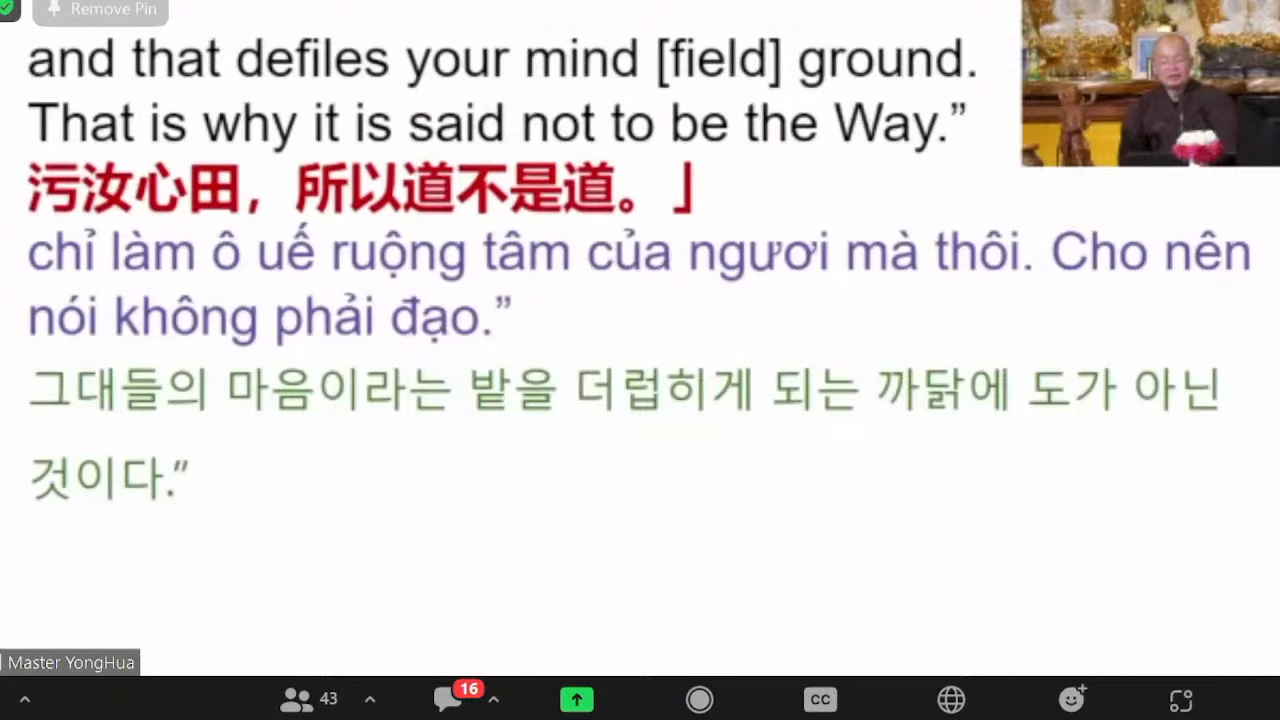 Remove Pin
and that defiles your mind [field] ground.
That is why it is said not to be the Way.”
污汝心田，所以道不是道。」
chỉ làm ô uế ruộng tâm của ngươi mà thôi. Cho nên
nói không phải đạo.”
그대들의 마음이라는 밭을 더럽히게 되는 까닭에 도가 아닌
것이다.”
Master YongHua
43
16
CC